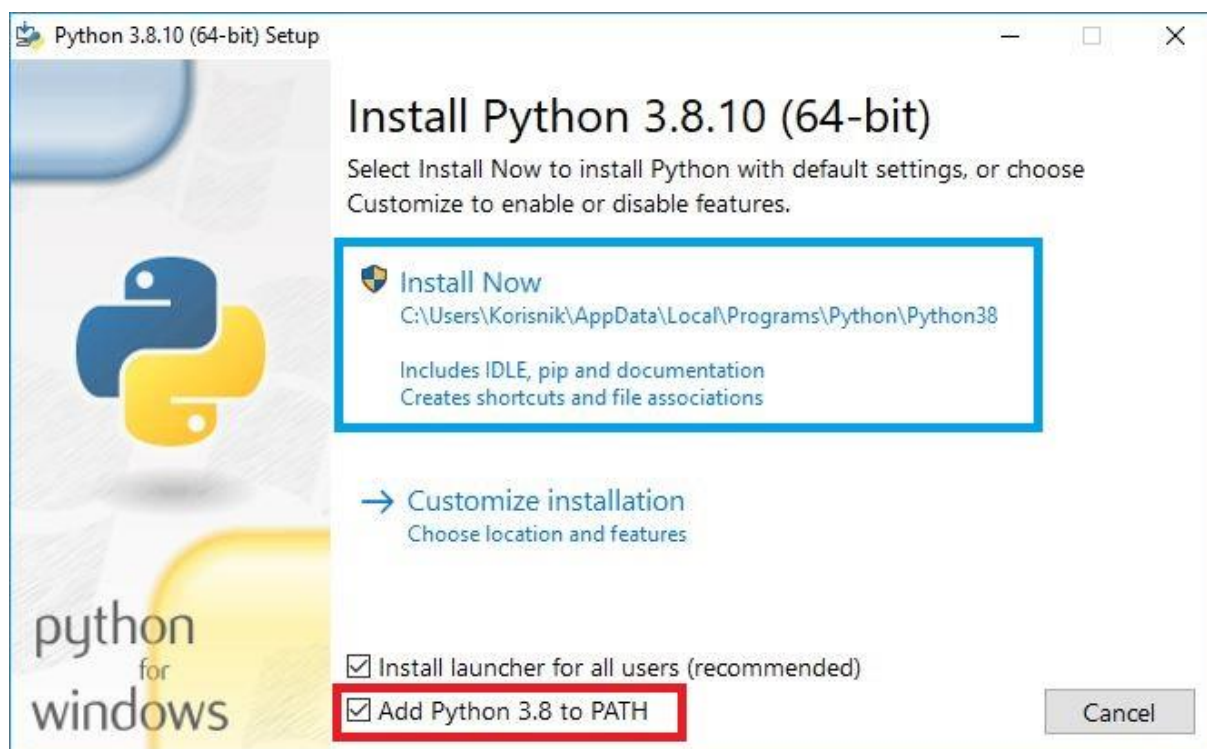 Python 3.8.10 (64-bit) Setup
Install Python 3.8.10 (64-bit)
Select Install Now to install Python with default settings, or choose
Customize to enable or disable features.
Install Now
C:\Users\Korisnik\AppData\Local\Programs\Python\Python38
Includes IDLE, pip and documentation
Creates shortcuts and file associations
Customize installation
Choose location and features
python
for
windows
Install launcher for all users (recommended)
Add Python 3.8 to PATH
Cancel